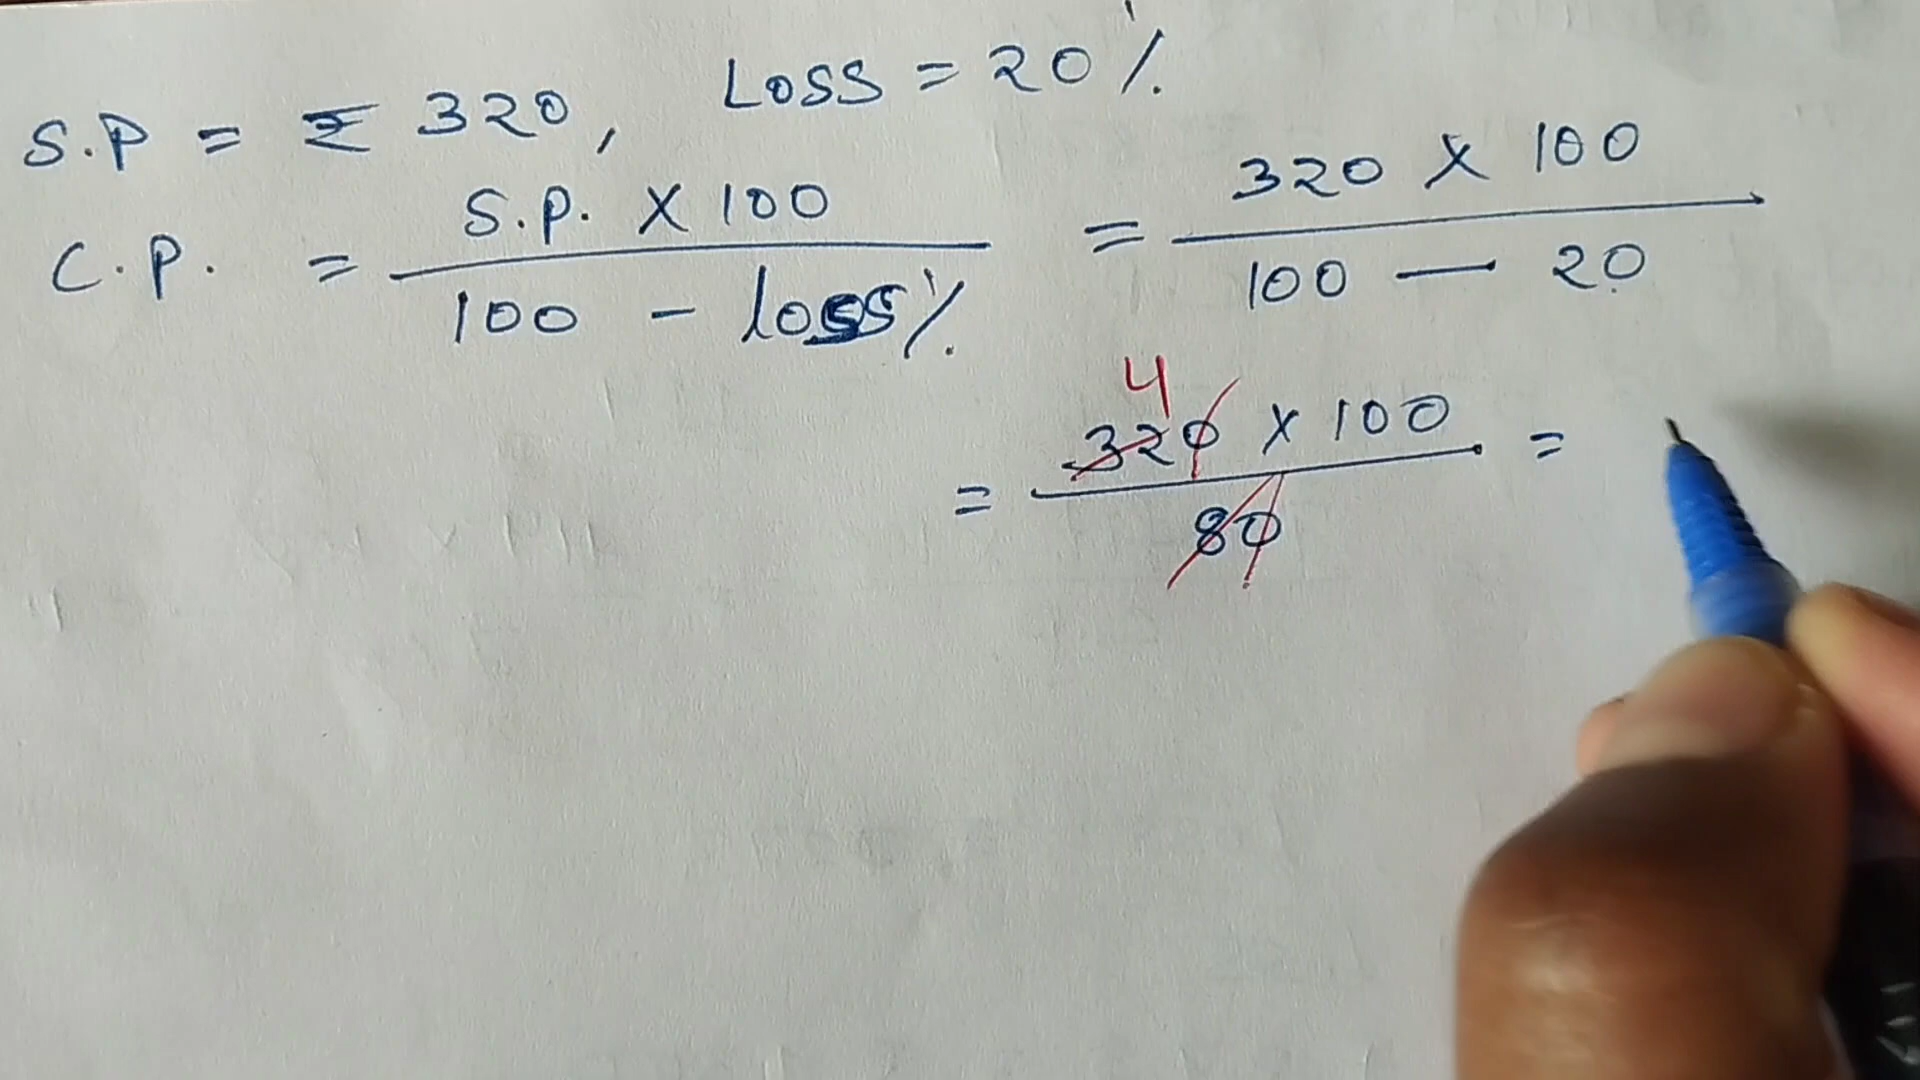 S.P = ₹ 320, Loss = 20%
C.P. = S.P. X 100 / 100 - loss% = 320 X 100 / 100 - 20
= 320 X 100 / 80 =
4